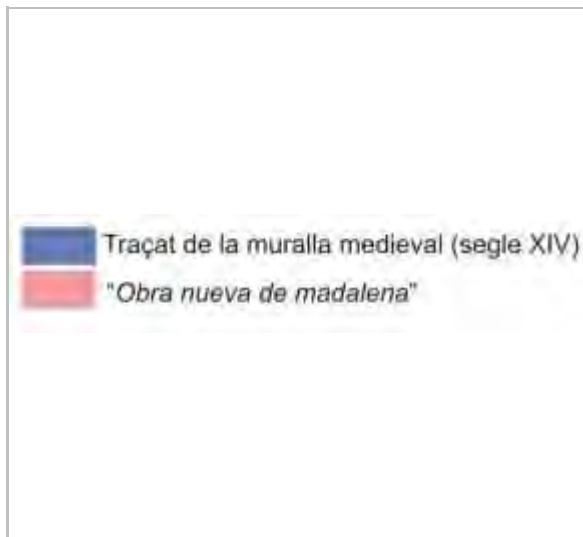 Traçat de la muralla medieval (segle XIV)
"Obra nueva de madalena"